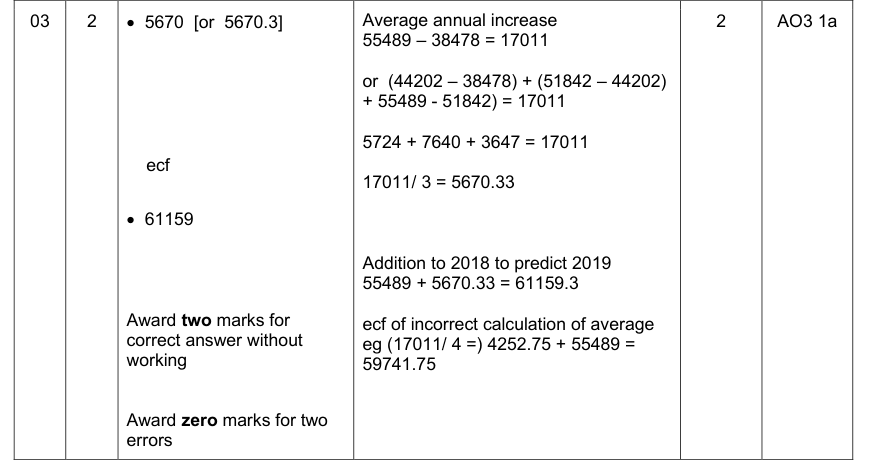 03
2
• 5670 [or 5670.3]
ecf
• 61159
Award two marks for
correct answer without
working
Award zero marks for two
errors
Average annual increase
55489 – 38478 = 17011
or (44202 – 38478) + (51842 – 44202)
+ 55489 - 51842) = 17011
5724 + 7640 + 3647 = 17011
17011/ 3 = 5670.33
Addition to 2018 to predict 2019
55489 + 5670.33 = 61159.3
ecf of incorrect calculation of average
eg (17011/ 4 =) 4252.75 + 55489 =
59741.75
2
AO3 1a